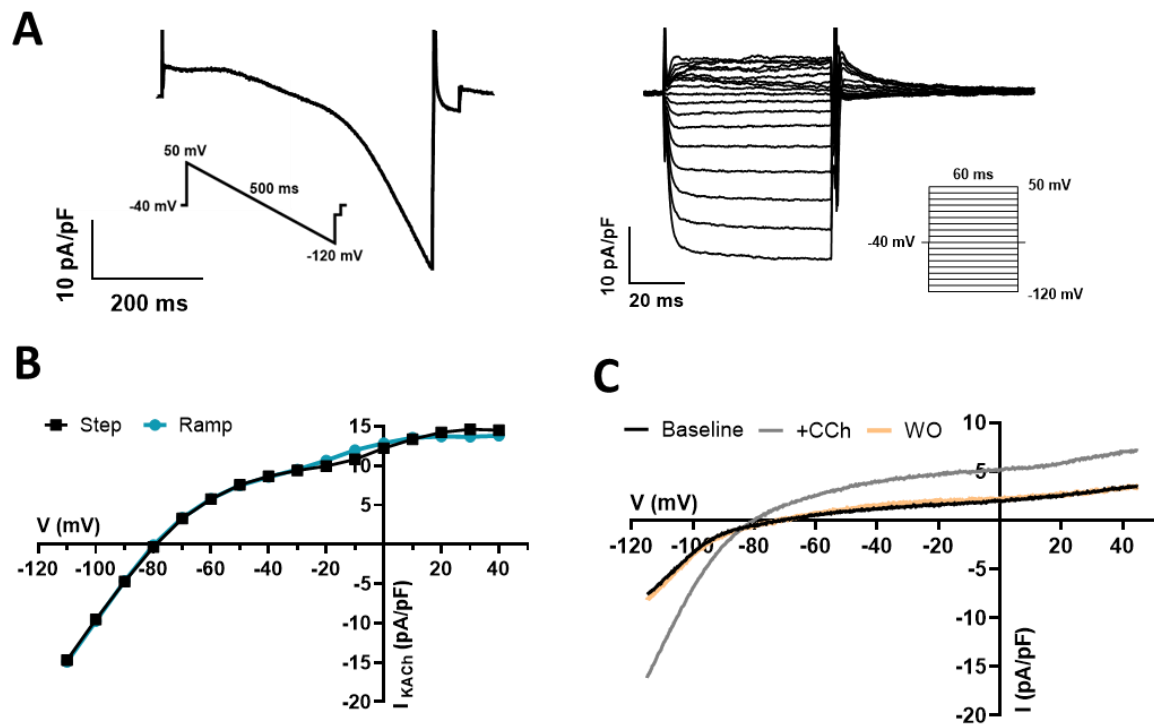 A
50 mV
500 ms
-40 mV
-120 mV
10 pA/pF
200 ms
10 pA/pF
20 ms
60 ms
50 mV
-40 mV
-120 mV
B
Step Ramp
V (mV)
-120 -100 -80 -60 -40 -20 20 40
15
10
5
-5
-10
-15
-20
I KACh (pA/pF)
C
Baseline +CCh WO
V (mV)
-120 -100 -80 -60 -40 -20 20 40
10
5
-5
-10
-15
-20
I (pA/pF)